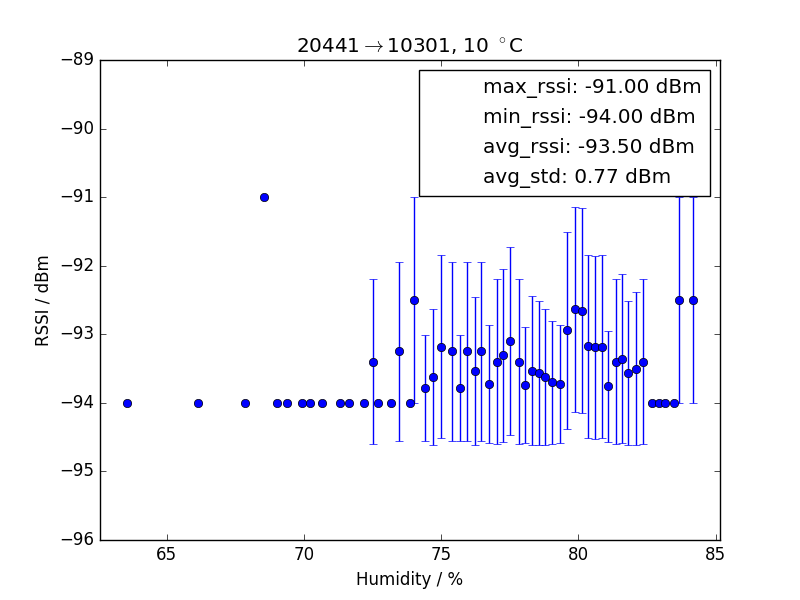 20441→10301, 10 °C
max_rssi: -91.00 dBm
min_rssi: -94.00 dBm
avg_rssi: -93.50 dBm
avg_std: 0.77 dBm
RSSI / dBm
−89
−90
−91
−92
−93
−94
−95
−96
65 70 75 80 85
Humidity / %